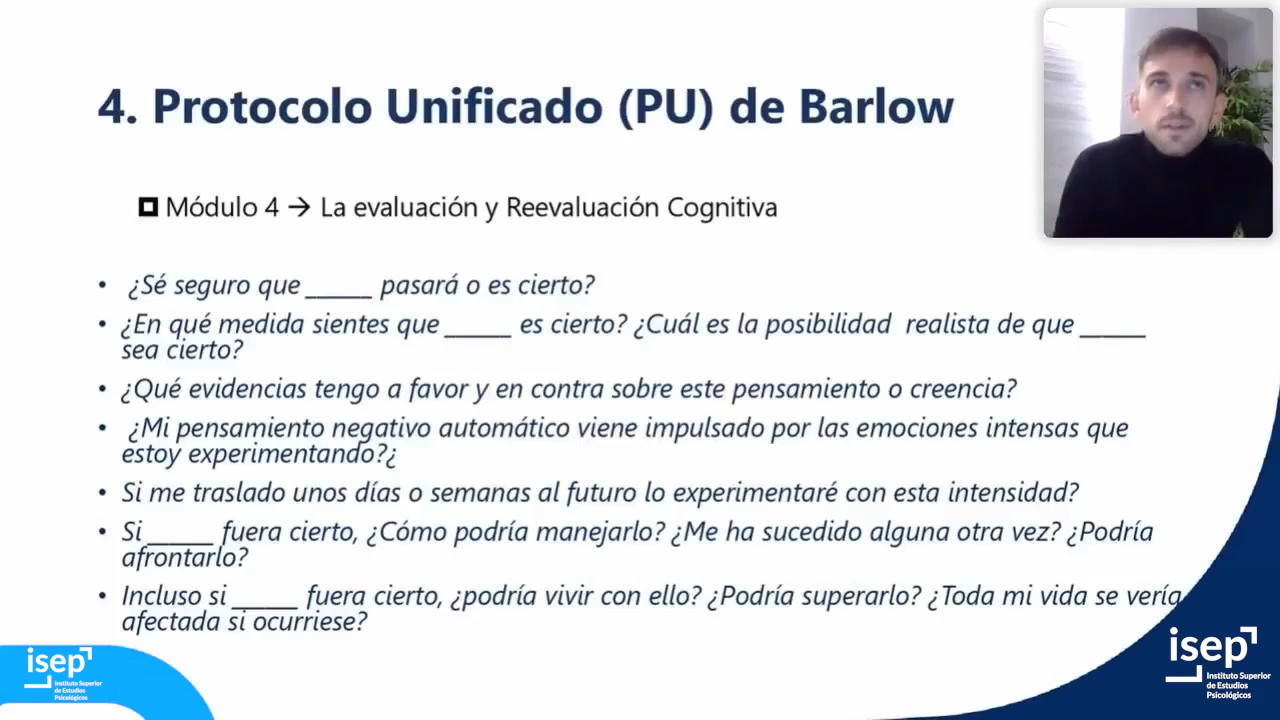 4. Protocolo Unificado (PU) de Barlow
Módulo 4 → La evaluación y Reevaluación Cognitiva
• ¿Sé seguro que _____ pasará o es cierto?
• ¿En qué medida sientes que _____ es cierto? ¿Cuál es la posibilidad realista de que _____
sea cierto?
• ¿Qué evidencias tengo a favor y en contra sobre este pensamiento o creencia?
• ¿Mi pensamiento negativo automático viene impulsado por las emociones intensas que
estoy experimentando?¿
• Si me traslado unos días o semanas al futuro lo experimentaré con esta intensidad?
• Si _____ fuera cierto, ¿Cómo podría manejarlo? ¿Me ha sucedido alguna otra vez? ¿Podría
afrontarlo?
• Incluso si _____ fuera cierto, ¿podría vivir con ello? ¿Podría superarlo? ¿Toda mi vida se vería
afectada si ocurriese?
isep
Instituto Superior
de Estudios
Psicológicos
isep
Instituto Superior
de Estudios
Psicológicos